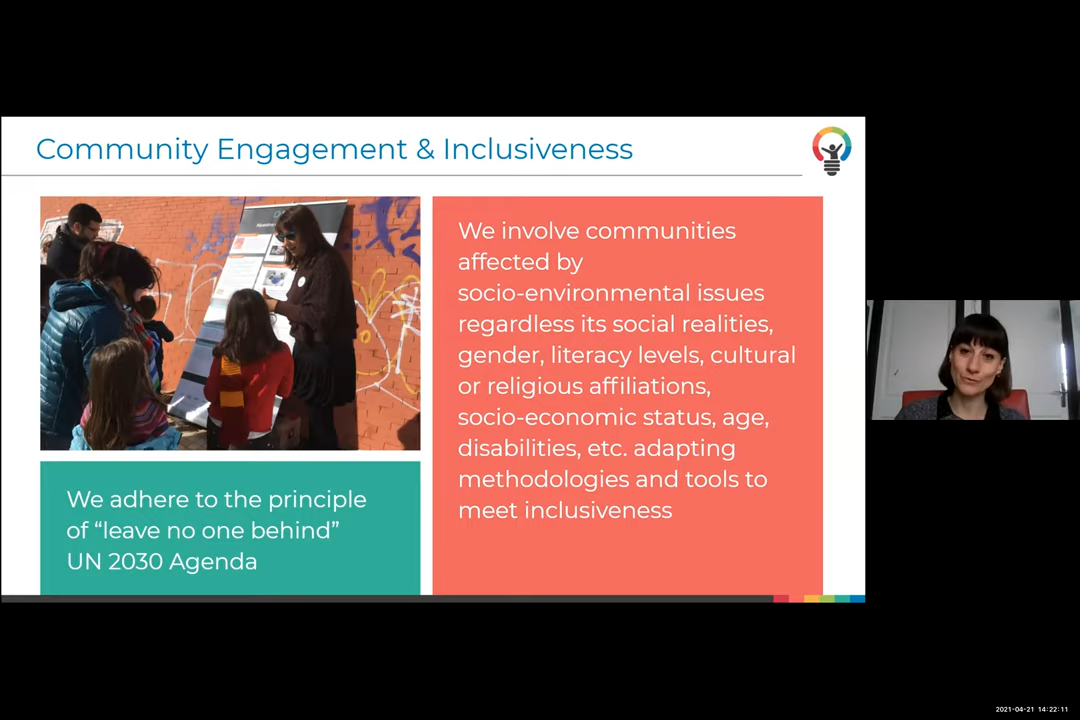 Community Engagement & Inclusiveness
We involve communities
affected by
socio-environmental issues
regardless its social realities,
gender, literacy levels, cultural
or religious affiliations,
socio-economic status, age,
disabilities, etc. adapting
methodologies and tools to
meet inclusiveness
We adhere to the principle
of “leave no one behind”
UN 2030 Agenda
2021-04-21 14:22:11